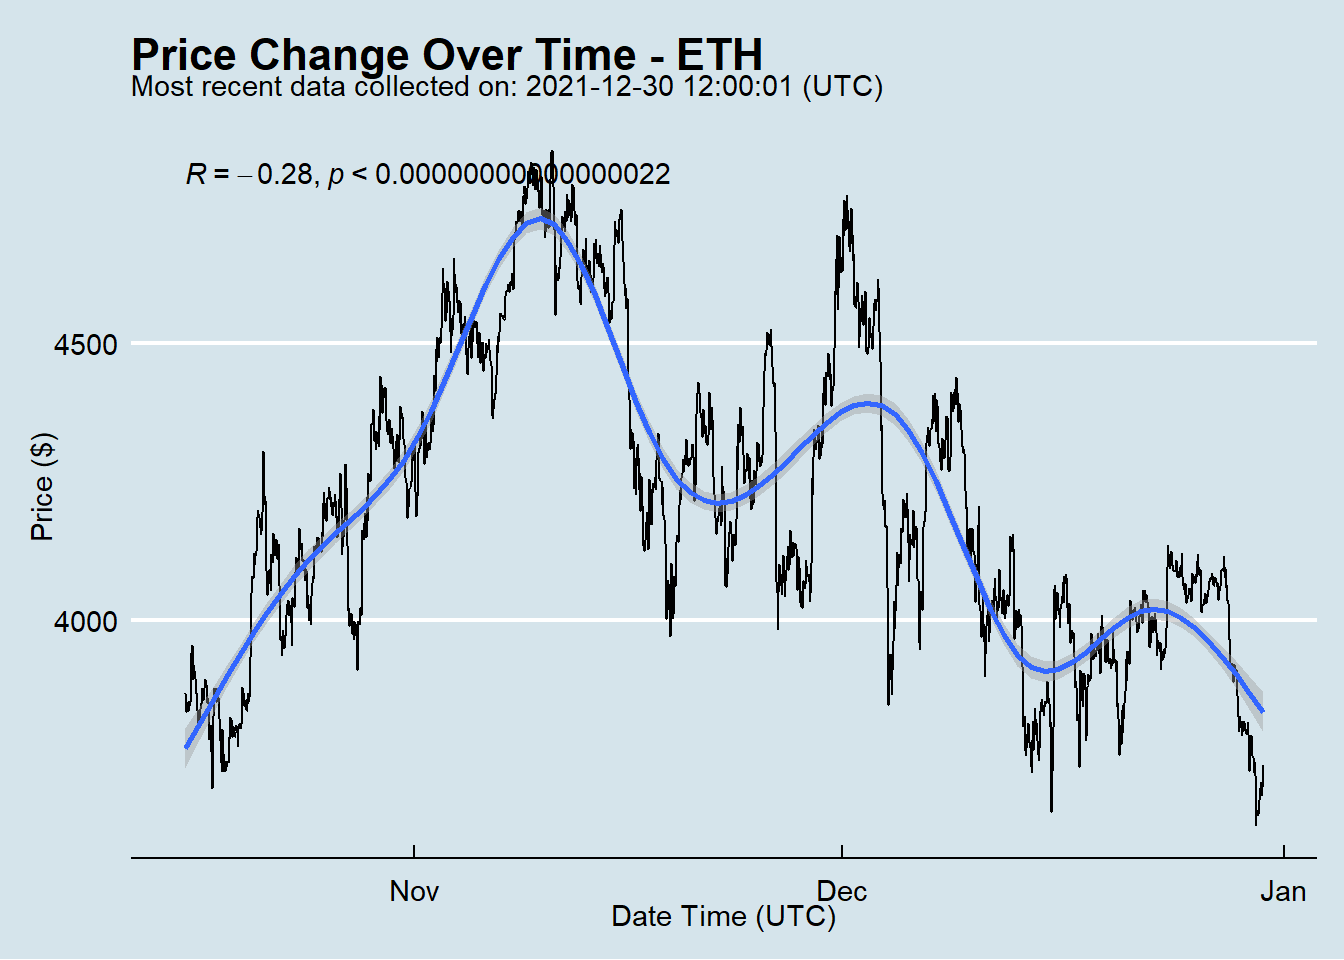 Price Change Over Time - ETH
Most recent data collected on: 2021-12-30 12:00:01 (UTC)
R = −0.28, p < 0.00000000000000022
4500
4000
Price ($)
Nov
Dec
Jan
Date Time (UTC)